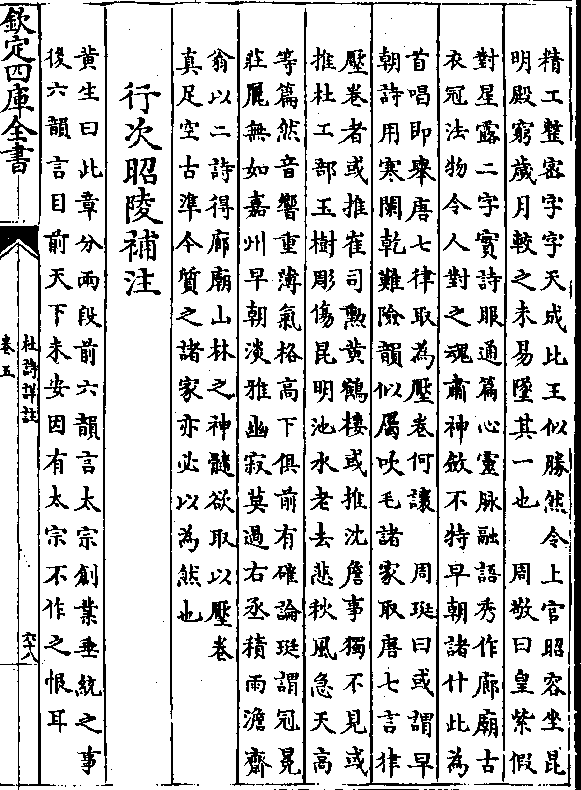 精工整密字字天成比王似勝然令上官昭容坐昆
明殿窮歲月較之未易墜其一也　周敬曰皇紫假
對星露二字實詩眼通篇心靈脉融語秀作廊廟古
衣冠法物令人對之魂肅神斂不特早朝諸什此為
首唱即舉唐七律取為壓卷何讓　周珽曰或謂早
朝詩用寒闌乾難險韻似屬吹毛諸家取唐七言律
壓卷者或推崔司勲黄鶴樓或推沈詹事獨不見或
推杜工部玉樹彫傷昆明池水老去悲秋風急天高
等篇然音響重薄氣格高下俱前有確論珽謂冠冕
莊麗無如嘉州早朝淡雅幽寂莫過右丞積雨澹齋
翁以二詩得廊廟山林之神髓欲取以壓卷
真足空古準今質之諸家亦必以為然也
行次昭陵補注
黄生曰此章分兩段前六韻言太宗創業垂統之事
後六韻言目前天下未安因有太宗不作之恨耳
欽定四庫全書
杜詩詳註
卷五
六十八